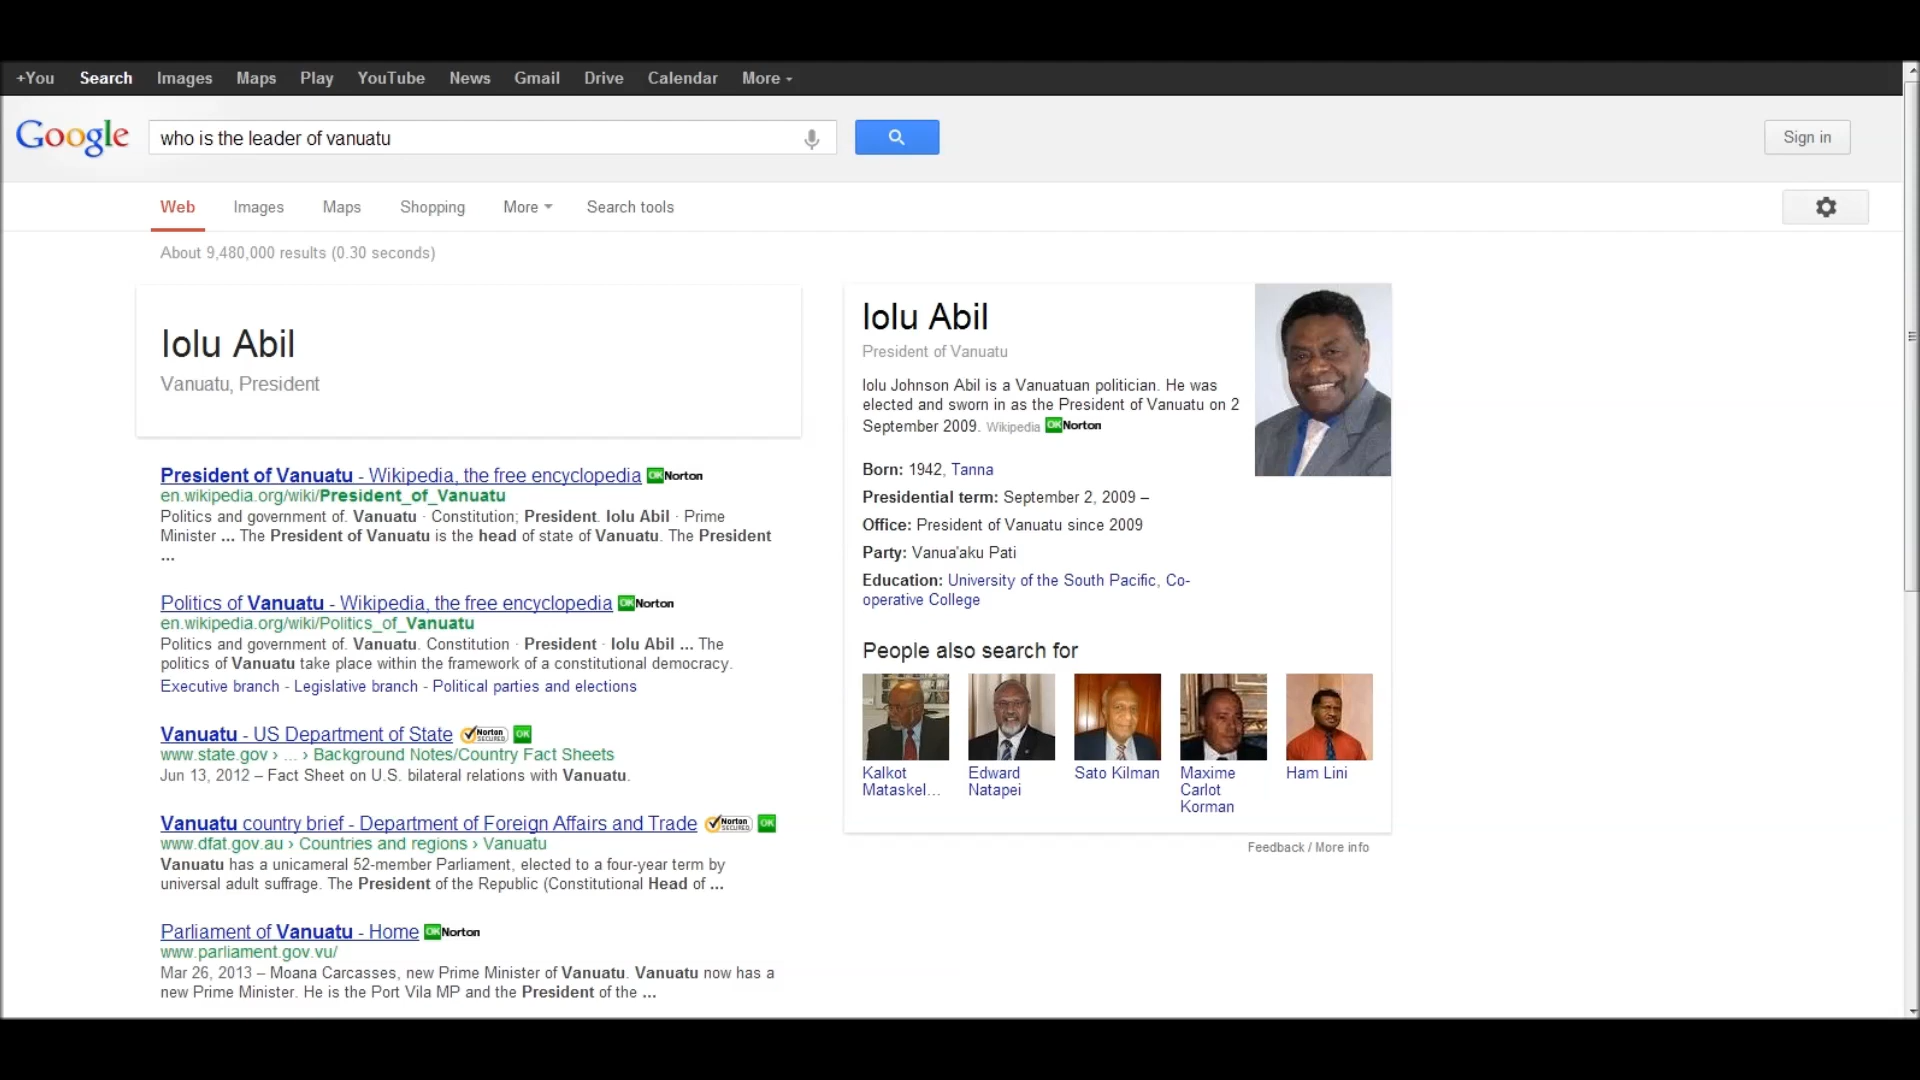 +You Search Images Maps Play YouTube News Gmail Drive Calendar More
Google
who is the leader of vanuatu
Sign in
Web Images Maps Shopping More Search tools
About 9,480,000 results (0.30 seconds)
Iolu Abil
Vanuatu, President
President of Vanuatu - Wikipedia, the free encyclopedia OK Norton
en.wikipedia.org/wiki/President_of_Vanuatu
Politics and government of. Vanuatu · Constitution; President. Iolu Abil · Prime
Minister ... The President of Vanuatu is the head of state of Vanuatu. The President
...
Politics of Vanuatu - Wikipedia, the free encyclopedia OK Norton
en.wikipedia.org/wiki/Politics_of_Vanuatu
Politics and government of. Vanuatu. Constitution · President · Iolu Abil ... The
politics of Vanuatu take place within the framework of a constitutional democracy.
Executive branch - Legislative branch - Political parties and elections
Vanuatu - US Department of State Norton SECURED OK
www.state.gov › ... › Background Notes/Country Fact Sheets
Jun 13, 2012 – Fact Sheet on U.S. bilateral relations with Vanuatu.
Vanuatu country brief - Department of Foreign Affairs and Trade Norton SECURED OK
www.dfat.gov.au › Countries and regions › Vanuatu
Vanuatu has a unicameral 52-member Parliament, elected to a four-year term by
universal adult suffrage. The President of the Republic (Constitutional Head of ...
Parliament of Vanuatu - Home OK Norton
www.parliament.gov.vu/
Mar 26, 2013 – Moana Carcasses, new Prime Minister of Vanuatu. Vanuatu now has a
new Prime Minister. He is the Port Vila MP and the President of the ...
Iolu Abil
President of Vanuatu
Iolu Johnson Abil is a Vanuatuan politician. He was
elected and sworn in as the President of Vanuatu on 2
September 2009. Wikipedia OK Norton
Born: 1942, Tanna
Presidential term: September 2, 2009 –
Office: President of Vanuatu since 2009
Party: Vanua'aku Pati
Education: University of the South Pacific, Co-
operative College
People also search for
Kalkot
Mataskel...
Edward
Natapei
Sato Kilman
Maxime
Carlot
Korman
Ham Lini
Feedback / More info